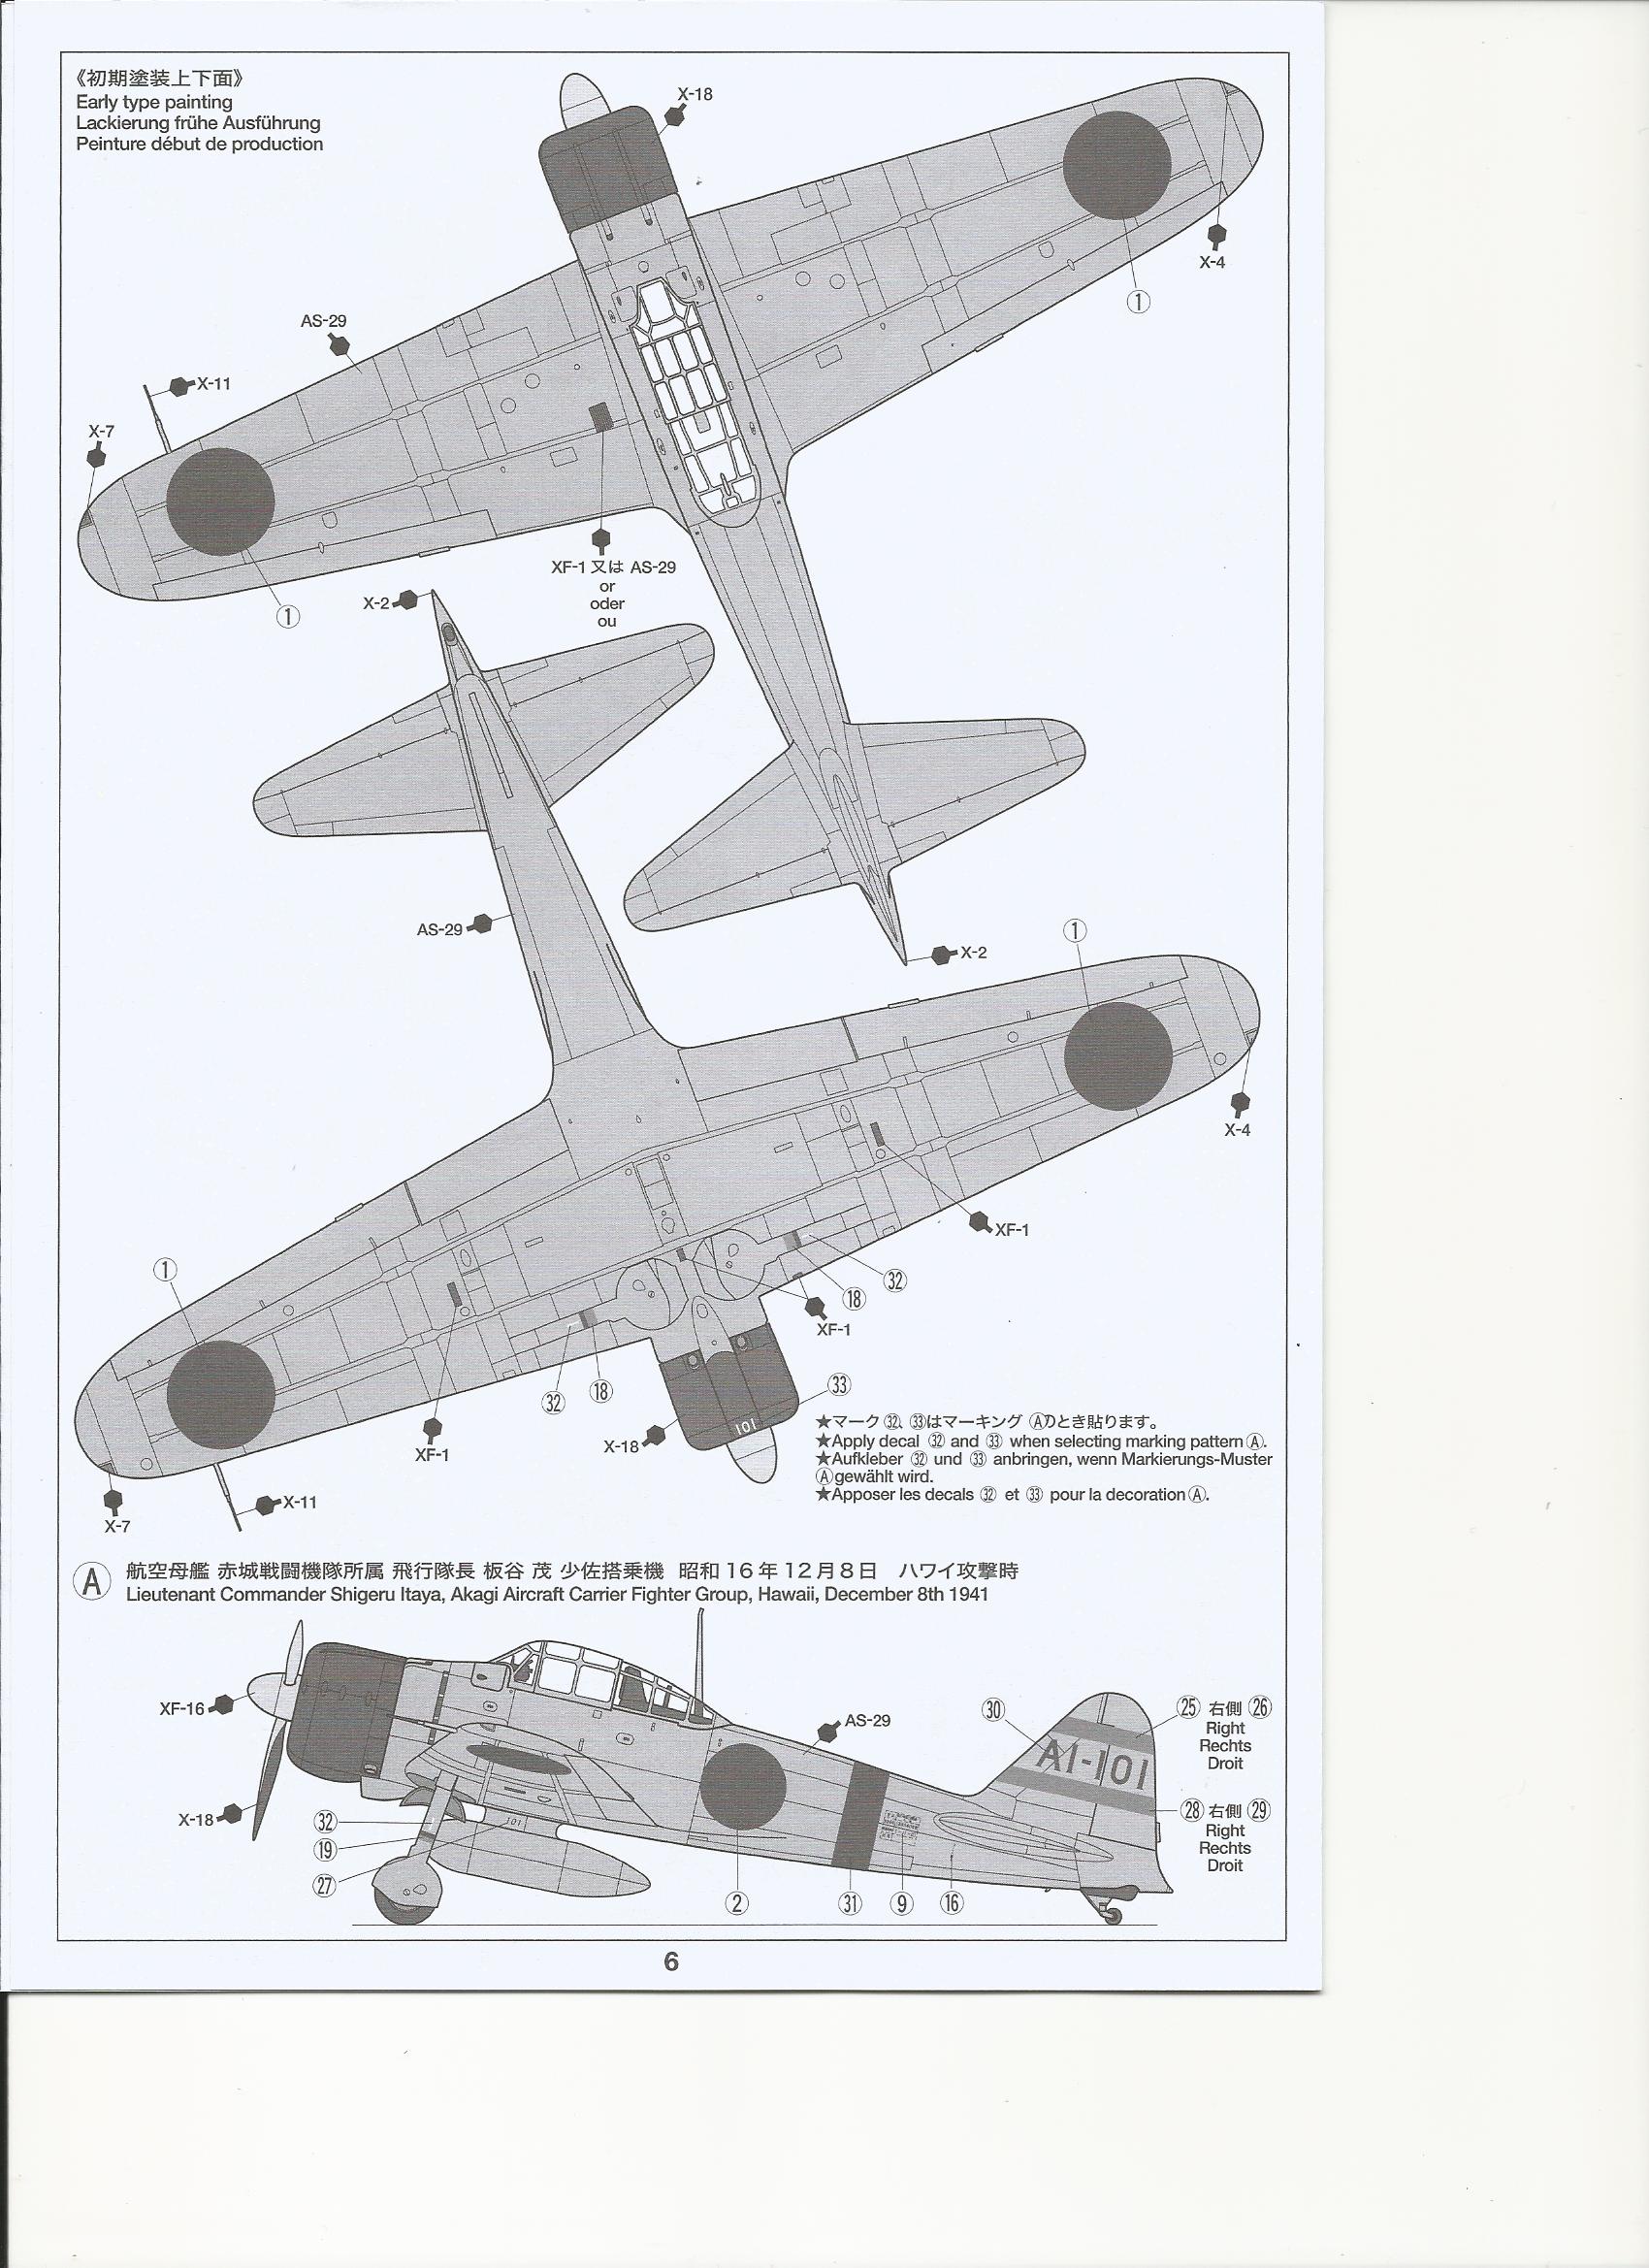 《初期塗装上下面》
Early type painting
Lackierung frühe Ausführung
Peinture début de production
X-18
X-4
①
AS-29
X-11
X-7
①
XF-1 又は AS-29
or
oder
ou
X-2
AS-29
X-2
①
X-4
XF-1
①
㉜
⑱
XF-1
㉜
⑱
㉝
XF-1
X-18
101
X-11
X-7
★マーク㉜、㉝はマーキング Ⓐのとき貼ります。
★Apply decal ㉜ and ㉝ when selecting marking pattern Ⓐ.
★Aufkleber ㉜ und ㉝ anbringen, wenn Markierungs-Muster
Ⓐ gewählt wird.
★Apposer les decals ㉜ et ㉝ pour la decoration Ⓐ.
Ⓐ 航空母艦 赤城戦闘機隊所属 飛行隊長 板谷 茂 少佐搭乗機 昭和16年12月8日 ハワイ攻撃時
Lieutenant Commander Shigeru Itaya, Akagi Aircraft Carrier Fighter Group, Hawaii, December 8th 1941
XF-16
X-18
AS-29
㉚
㉕ 右側 ㉖
Right
Rechts
Droit
AI-101
㉘ 右側 ㉙
Right
Rechts
Droit
㉜
⑲
㉗
101
②
㉛
⑨
⑯
6